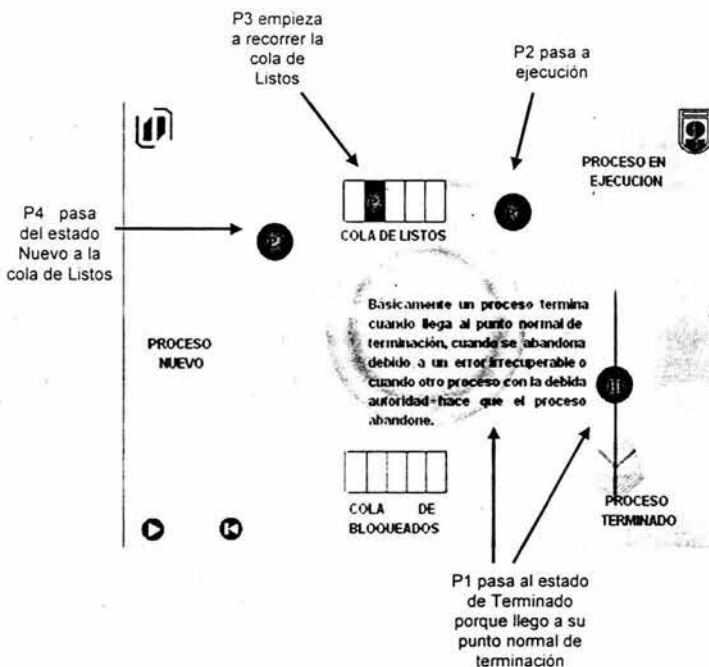 P3 empieza
a recorrer la
cola de
Listos
P2 pasa a
ejecución
PROCESO EN
EJECUCION
P4 pasa
del estado
Nuevo a la
cola de Listos
COLA DE LISTOS
Básicamente un proceso termina
cuando llega al punto normal de
terminación, cuando se abandona
debido a un error irrecuperable o
cuando otro proceso con la debida
autoridad hace que el proceso
abandone.
PROCESO
NUEVO
COLA DE
BLOQUEADOS
PROCESO
TERMINADO
P1 pasa al estado
de Terminado
porque llego a su
punto normal de
terminación